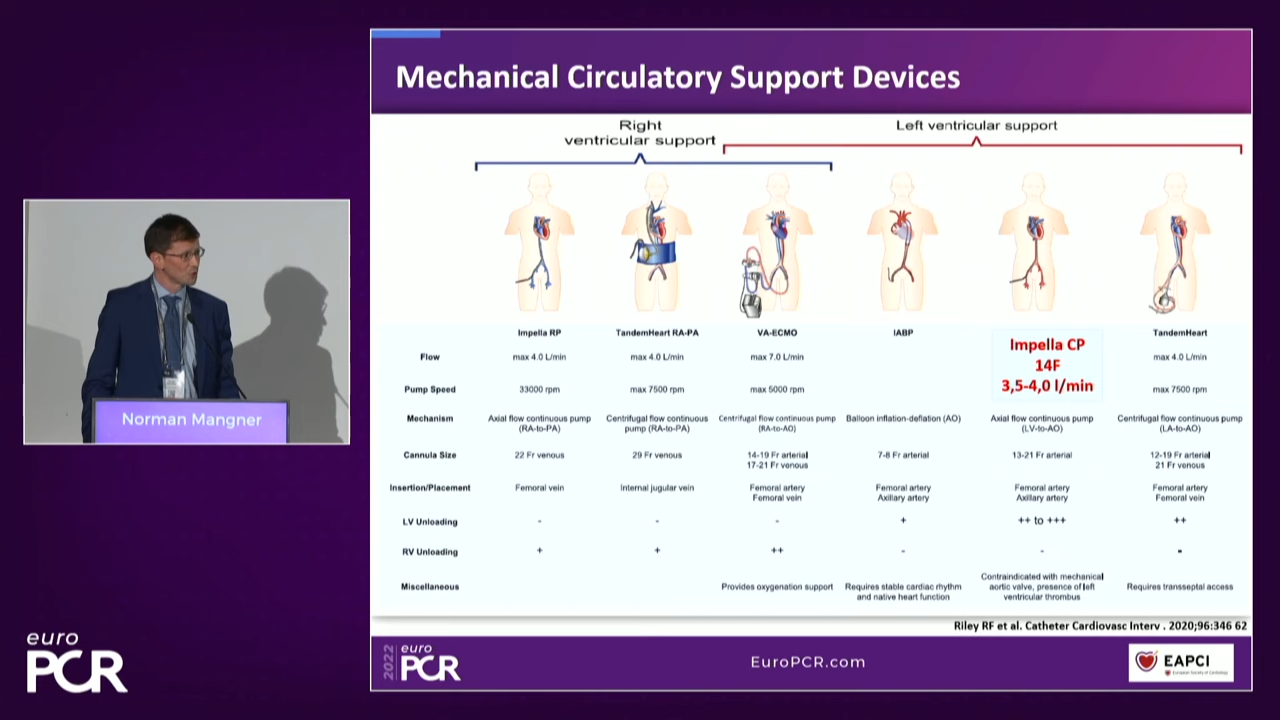 Mechanical Circulatory Support Devices
Right
ventricular support
Left ventricular support
Impella RP
TandemHeart RA-PA
VA-ECMO
IABP
Impella CP
14F
3,5-4,0 l/min
TandemHeart
Flow
max 4.0 L/min
max 4.0 L/min
max 7.0 L/min
max 4.0 L/min
Pump Speed
33000 rpm
max 7500 rpm
max 5000 rpm
max 7500 rpm
Mechanism
Axial flow continuous pump
(RA-to-PA)
Centrifugal flow continuous
pump (RA-to-PA)
Centrifugal flow continuous pump
(RA-to-AO)
Balloon inflation-deflation (AO)
Axial flow continuous pump
(LV-to-AO)
Centrifugal flow continuous pump
(LA-to-AO)
Cannula Size
22 Fr venous
29 Fr venous
14-19 Fr arterial
17-21 Fr venous
7-8 Fr arterial
13-21 Fr arterial
12-19 Fr arterial
21 Fr venous
Insertion/Placement
Femoral vein
Internal jugular vein
Femoral artery
Femoral vein
Femoral artery
Axillary artery
Femoral artery
Axillary artery
Femoral artery
Femoral vein
LV Unloading
-
-
-
+
++ to +++
++
RV Unloading
+
+
++
-
-
-
Miscellaneous
Provides oxygenation support
Requires stable cardiac rhythm
and native heart function
Contraindicated with mechanical
aortic valve, presence of left
ventricular thrombus
Requires transseptal access
Riley RF et al. Catheter Cardiovasc Interv . 2020;96:346 62
Norman Mangner
euro
PCR
2022
euro
PCR
EuroPCR.com
EAPCI
European Society of Cardiology